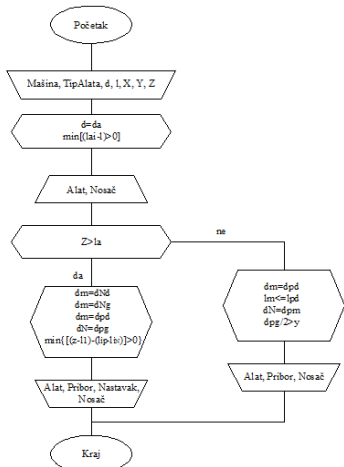 Početak
Mašina, TipAlata, d, l, X, Y, Z
d=da
min[(lai-l)>0]
Alat, Nosač
Z>la
ne
da
dm=dNd
dm=dNg
dm=dpd
dN=dpg
min{[(z-l1)-(lip-lix)]>0}
dm=dpd
lm<=lpd
dN=dpm
dpg/2>y
Alat, Pribor, Nastavak,
Nosač
Alat, Pribor, Nosač
Kraj